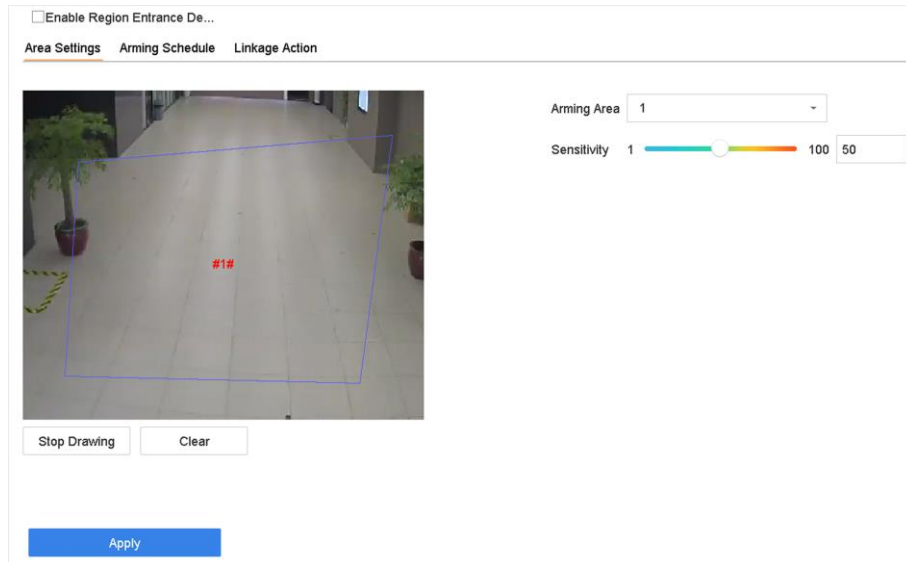 Enable Region Entrance De...
Area Settings Arming Schedule Linkage Action
Arming Area 1
Sensitivity 1 100 50
#1#
Stop Drawing Clear
Apply